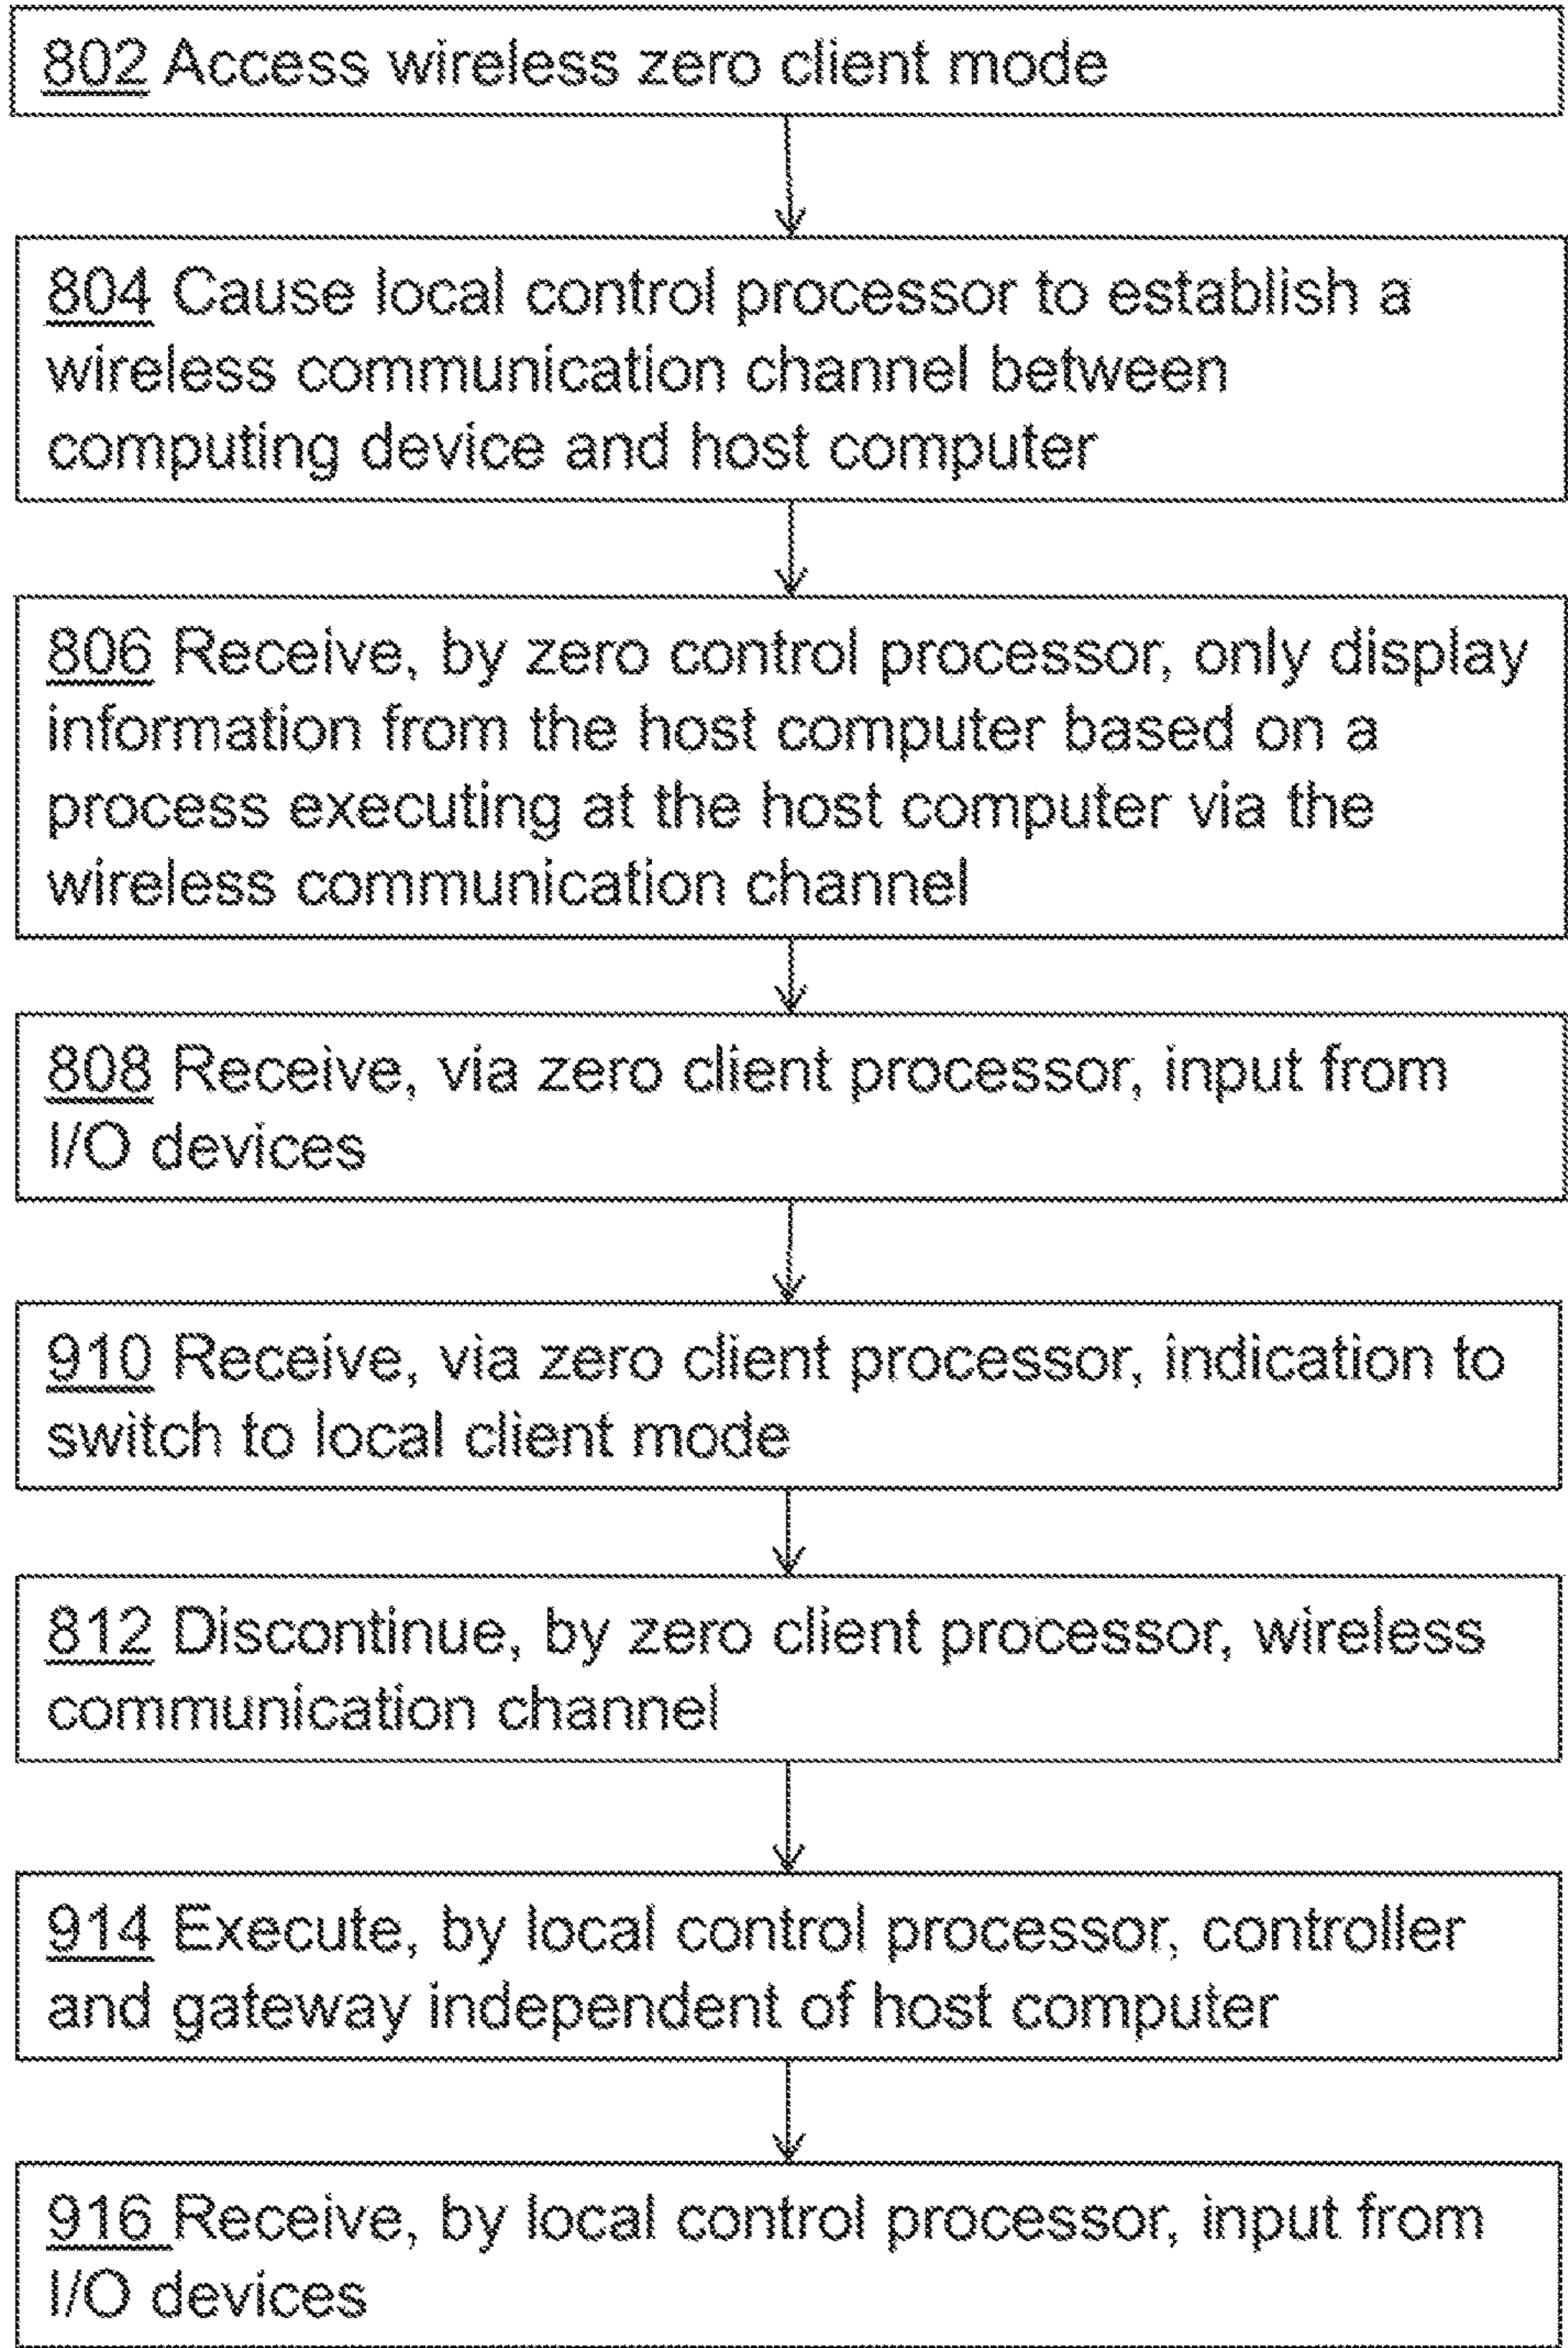 802 Access wireless zero client mode
804 Cause local control processor to establish a
wireless communication channel between
computing device and host computer
806 Receive, by zero control processor, only display
information from the host computer based on a
process executing at the host computer via the
wireless communication channel
808 Receive, via zero client processor, input from
I/O devices
910 Receive, via zero client processor, indication to
switch to local client mode
812 Discontinue, by zero client processor, wireless
communication channel
914 Execute, by local control processor, controller
and gateway independent of host computer
916 Receive, by local control processor, input from
I/O devices